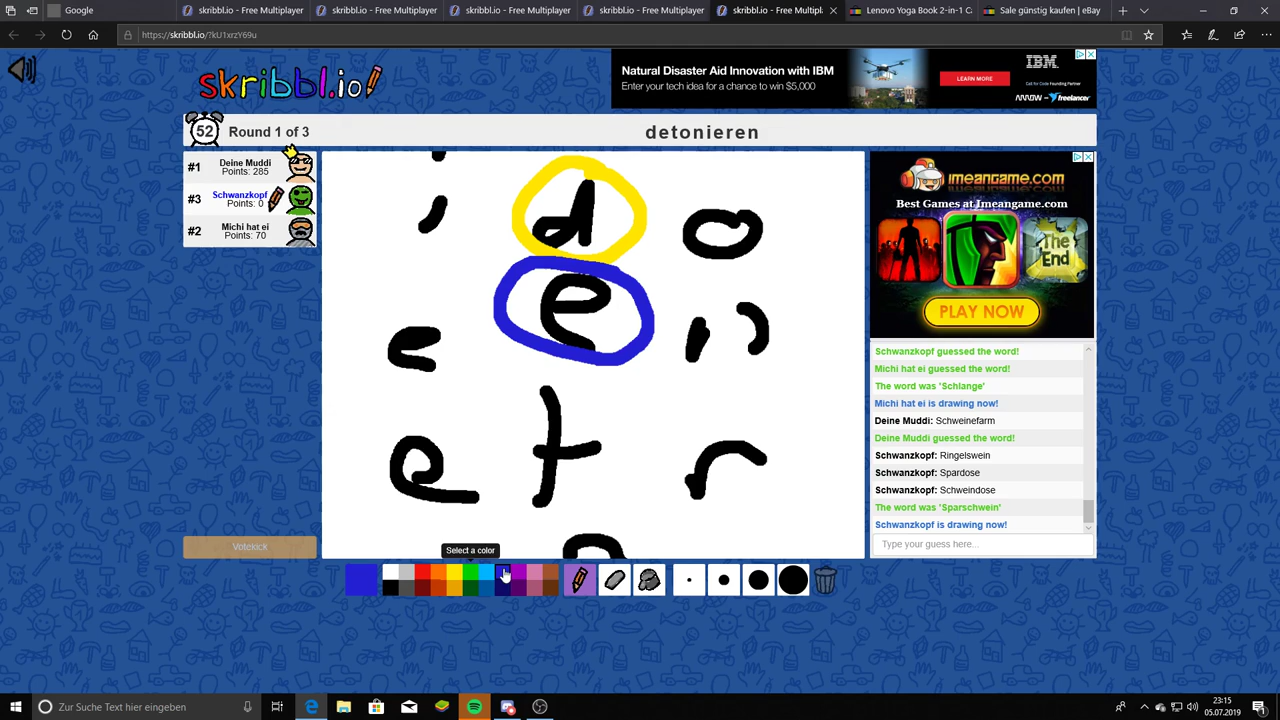 Google
skribbl.io - Free Multiplayer
skribbl.io - Free Multiplayer
skribbl.io - Free Multiplayer
skribbl.io - Free Multipla
Lenovo Yoga Book 2-in-1 C
Sale günstig kaufen | eBay
https://skribbl.io/?kU1xrzY69u
skribbl.io
Natural Disaster Aid Innovation with IBM
Enter your tech idea for a chance to win $5,000
LEARN MORE
IBM
Call for Code Founding Partner
ARROW
freelancer
52
Round 1 of 3
detonieren
#1
Deine Muddi
Points: 285
#3
Schwanzkopf
Points: 0
#2
Michi hat ei
Points: 70
d o
e n
e t r
imeangame.com
Best Games at Imeangame.com
The End
PLAY NOW
Schwanzkopf guessed the word!
Michi hat ei guessed the word!
The word was 'Schlange'
Michi hat ei is drawing now!
Deine Muddi: Schweinefarm
Deine Muddi guessed the word!
Schwanzkopf: Ringelswein
Schwanzkopf: Spardose
Schwanzkopf: Schweindose
The word was 'Sparschwein'
Schwanzkopf is drawing now!
Type your guess here...
Votekick
Select a color
Zur Suche Text hier eingeben
23:15
05.07.2019